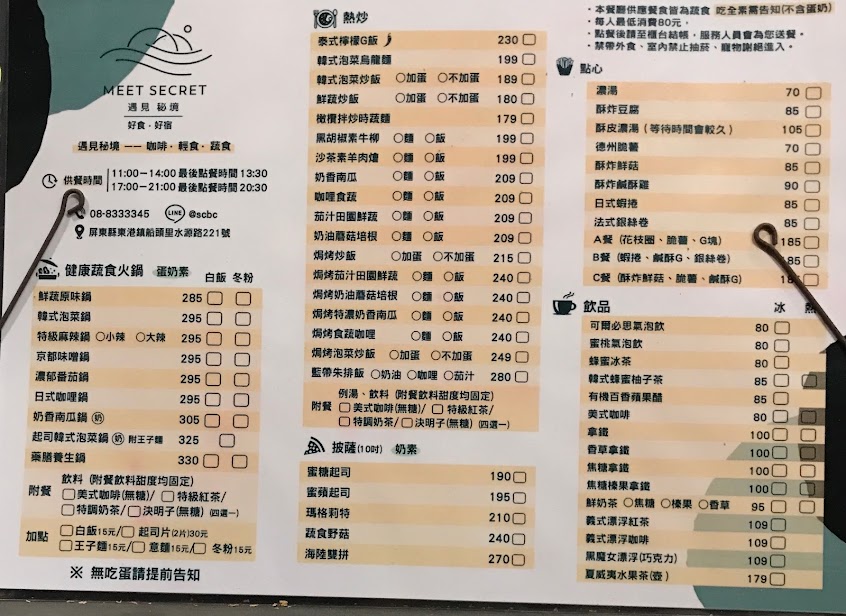 MEET SECRET
遇見 秘境
好食·好宿
遇見秘境 —— 咖啡·輕食·蔬食
供餐時間
11:00－14:00 最後點餐時間 13:30
17:00－21:00 最後點餐時間 20:30
08-8333345 LINE @scbc
屏東縣東港鎮船頭里水源路221號
健康蔬食火鍋 蛋奶素 白飯 冬粉
鮮蔬原味鍋 285
韓式泡菜鍋 295
特級麻辣鍋 ○小辣 ○大辣 295
京都味噌鍋 295
濃郁番茄鍋 295
日式咖哩鍋 295
奶香南瓜鍋 奶 305
起司韓式泡菜鍋 奶 附王子麵 325
藥膳養生鍋 330
附餐 飲料 (附餐飲料甜度均固定)
□美式咖啡(無糖)/ □特級紅茶/
□特調奶茶/ □決明子(無糖) (四選一)
加點 □白飯15元/□起司片(2片)30元
□王子麵15元/□意麵15元/□冬粉15元
※ 無吃蛋請提前告知
熱炒
泰式檸檬G飯 230
韓式泡菜烏龍麵 199
韓式泡菜炒飯 ○加蛋 ○不加蛋 189
鮮蔬炒飯 ○加蛋 ○不加蛋 180
橄欖拌炒時蔬麵 179
黑胡椒素牛柳 ○麵 ○飯 199
沙茶素羊肉燴 ○麵 ○飯 199
奶香南瓜 ○麵 ○飯 209
咖哩食蔬 ○麵 ○飯 209
茄汁田園鮮蔬 ○麵 ○飯 209
奶油蘑菇培根 ○麵 ○飯 209
焗烤炒飯 ○加蛋 ○不加蛋 215
焗烤茄汁田園鮮蔬 ○麵 ○飯 240
焗烤奶油蘑菇培根 ○麵 ○飯 240
焗烤特濃奶香南瓜 ○麵 ○飯 240
焗烤食蔬咖哩 ○麵 ○飯 240
焗烤泡菜炒飯 ○加蛋 ○不加蛋 249
藍帶朱排飯 ○奶油 ○咖哩 ○茄汁 280
附餐 例湯、飲料 (附餐飲料甜度均固定)
□美式咖啡(無糖)/ □特級紅茶/
□特調奶茶/□決明子(無糖) (四選一)
披薩(10吋) 奶素
蜜糖起司 190
蜜蘋起司 195
瑪格莉特 210
蔬食野菇 240
海陸雙拼 270
·本餐廳供應餐食皆為蔬食 吃全素需告知(不含蛋奶)
·每人最低消費80元,
·點餐後請至櫃台結帳,服務人員會為您送餐。
·禁帶外食、室內禁止抽菸、寵物謝絕進入。
點心
濃湯 70
酥炸豆腐 85
酥皮濃湯(等待時間會較久) 105
德州脆薯 70
酥炸鮮菇 85
酥炸鹹酥雞 90
日式蝦捲 85
法式銀絲卷 85
A餐 (花枝圈、脆薯、G塊) 185
B餐 (蝦捲、鹹酥G、銀絲卷) 85
C餐 (酥炸鮮菇、脆薯、鹹酥G)
飲品 冰 熱
可爾必思氣泡飲 80
蜜桃氣泡飲 80
蜂蜜冰茶 80
韓式蜂蜜柚子茶 85
有機百香蘋果醋 85
美式咖啡 80
拿鐵 100
香草拿鐵 100
焦糖拿鐵 100
焦糖榛果拿鐵 100
鮮奶茶 ○焦糖 ○榛果 ○香草 95
義式漂浮紅茶 109
義式漂浮咖啡 109
黑魔女漂浮(巧克力) 109
夏威夷水果茶(壺) 179